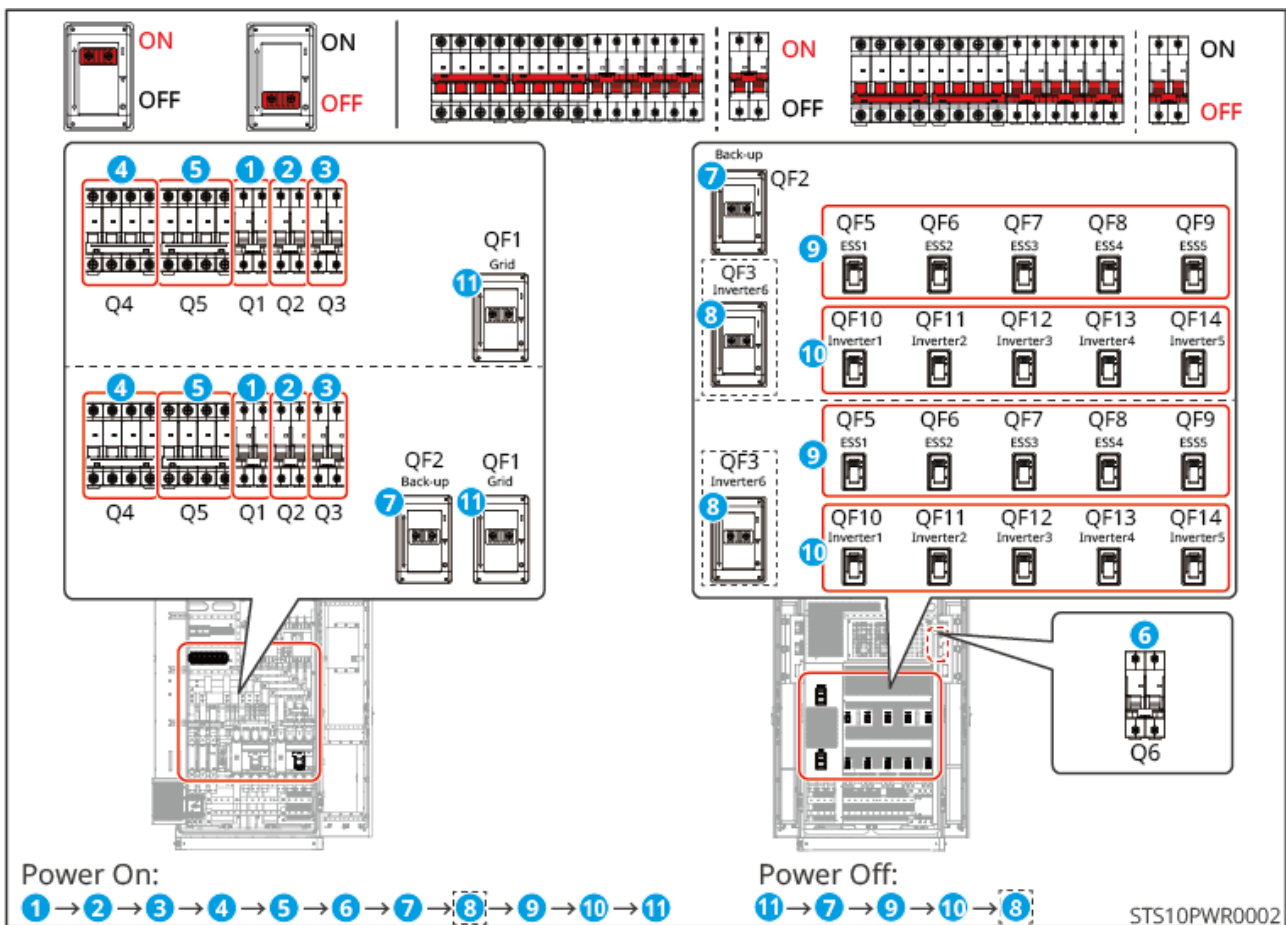 ON
OFF
ON
OFF
ON
OFF
ON
OFF
4 5 1 2 3
Q4 Q5 Q1 Q2 Q3
QF1
Grid
11
4 5 1 2 3
Q4 Q5 Q1 Q2 Q3
QF2 QF1
Back-up Grid
7 11
Back-up
7 QF2
QF3
Inverter6
8
QF5 QF6 QF7 QF8 QF9
ESS1 ESS2 ESS3 ESS4 ESS5
9
QF10 QF11 QF12 QF13 QF14
Inverter1 Inverter2 Inverter3 Inverter4 Inverter5
10
QF3
Inverter6
8
QF5 QF6 QF7 QF8 QF9
ESS1 ESS2 ESS3 ESS4 ESS5
9
QF10 QF11 QF12 QF13 QF14
Inverter1 Inverter2 Inverter3 Inverter4 Inverter5
10
6
Q6
Power On:
1 → 2 → 3 → 4 → 5 → 6 → 7 → 8 → 9 → 10 → 11
Power Off:
11 → 7 → 9 → 10 → 8
STS10PWR0002